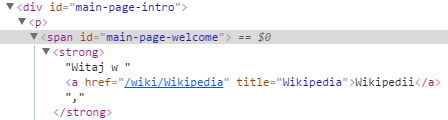 ▼<div id="main-page-intro">
▼<p>
▼<span id="main-page-welcome"> == $0
▼<strong>
"Witaj w "
<a href="/wiki/Wikipedia" title="Wikipedia">Wikipedii</a>
","
</strong>